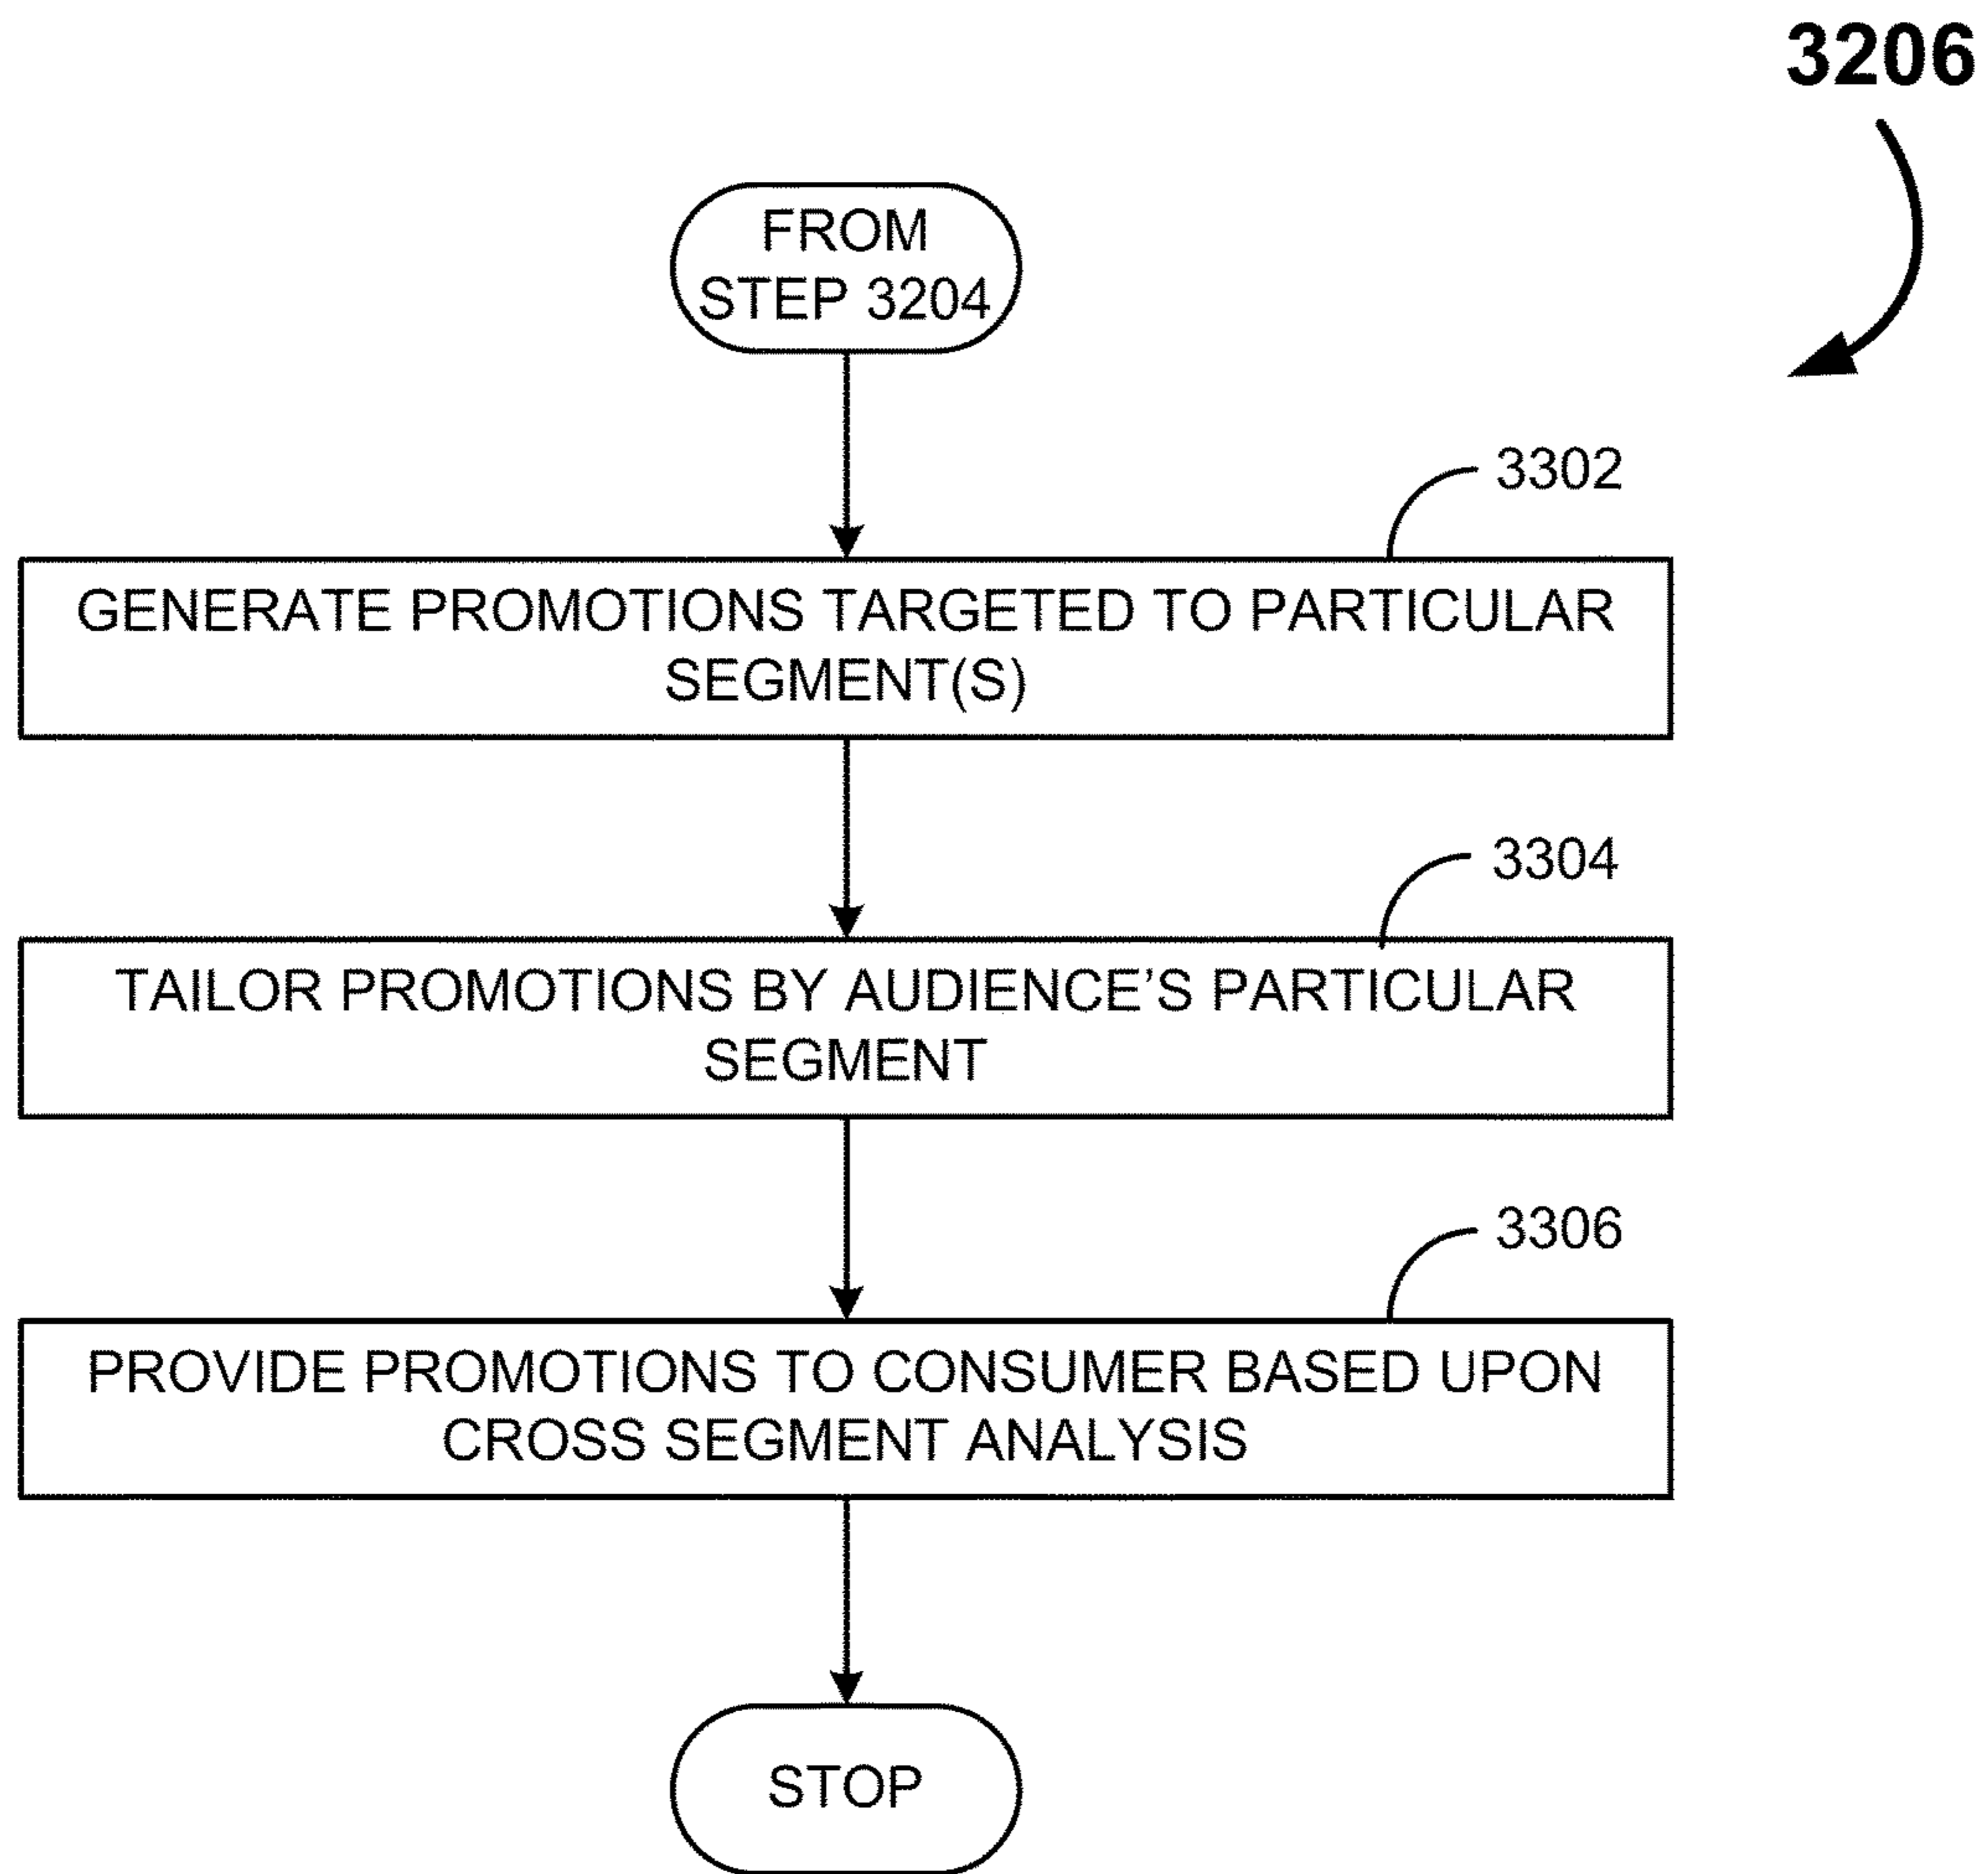 3206
FROM
STEP 3204
3302
GENERATE PROMOTIONS TARGETED TO PARTICULAR
SEGMENT(S)
3304
TAILOR PROMOTIONS BY AUDIENCE’S PARTICULAR
SEGMENT
3306
PROVIDE PROMOTIONS TO CONSUMER BASED UPON
CROSS SEGMENT ANALYSIS
STOP